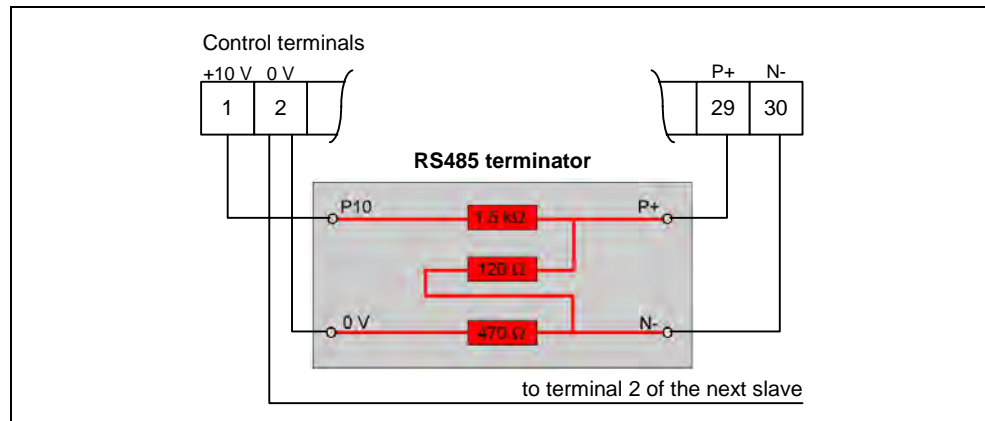 Control terminals
+10 V 0 V P+ N-
1 2 29 30
RS485 terminator
P10 1.5 kΩ P+
120 Ω
0 V 470 Ω N-
to terminal 2 of the next slave